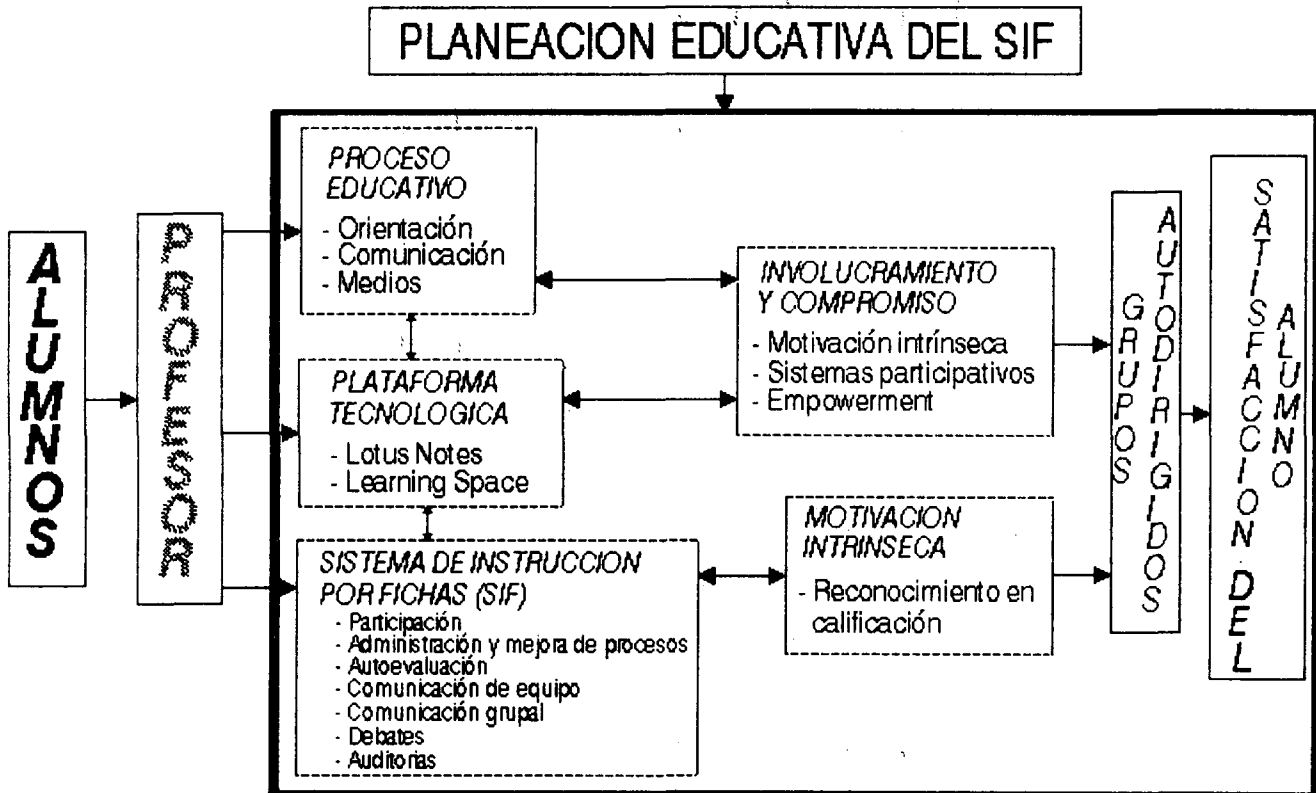 PLANEACION EDUCATIVA DEL SIF
ALUMNOS
PROFESOR
PROCESO
EDUCATIVO
- Orientación
- Comunicación
- Medios
PLATAFORMA
TECNOLOGICA
- Lotus Notes
- Learning Space
SISTEMA DE INSTRUCCION
POR FICHAS (SIF)
- Participación
- Administración y mejora de procesos
- Autoevaluación
- Comunicación de equipo
- Comunicación grupal
- Debates
- Auditorias
INVOLUCRAMIENTO
Y COMPROMISO
- Motivación intrínseca
- Sistemas participativos
- Empowerment
MOTIVACION
INTRINSECA
- Reconocimiento en
calificación
GRUPOS
AUTODIRIGIDOS
SATISFACCION DEL
ALUMNO